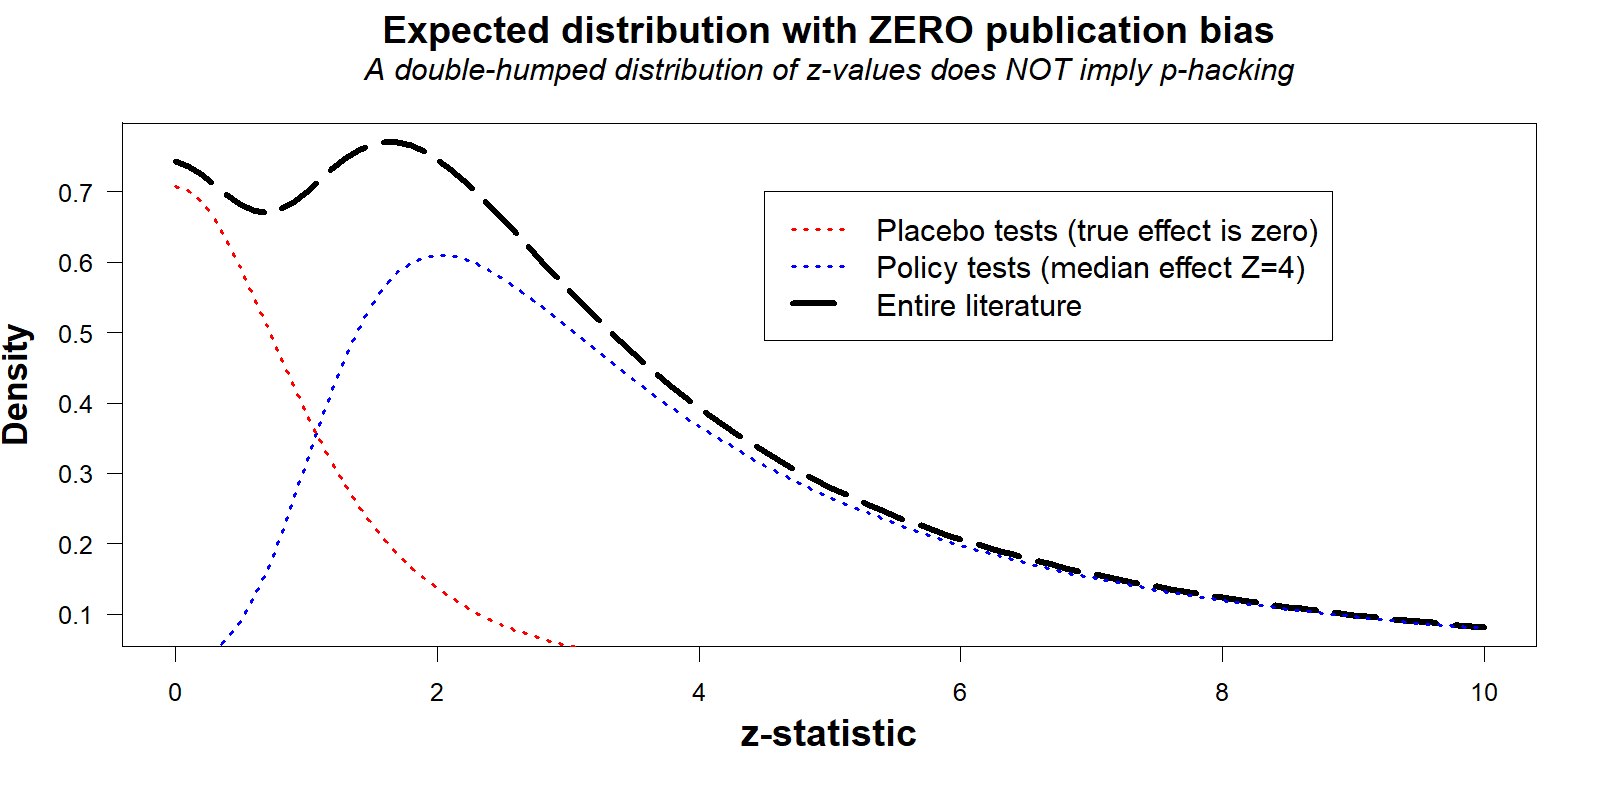 Expected distribution with ZERO publication bias
A double-humped distribution of z-values does NOT imply p-hacking
Density
0.7
0.6
0.5
0.4
0.3
0.2
0.1
Placebo tests (true effect is zero)
Policy tests (median effect Z=4)
Entire literature
0 2 4 6 8 10
z-statistic